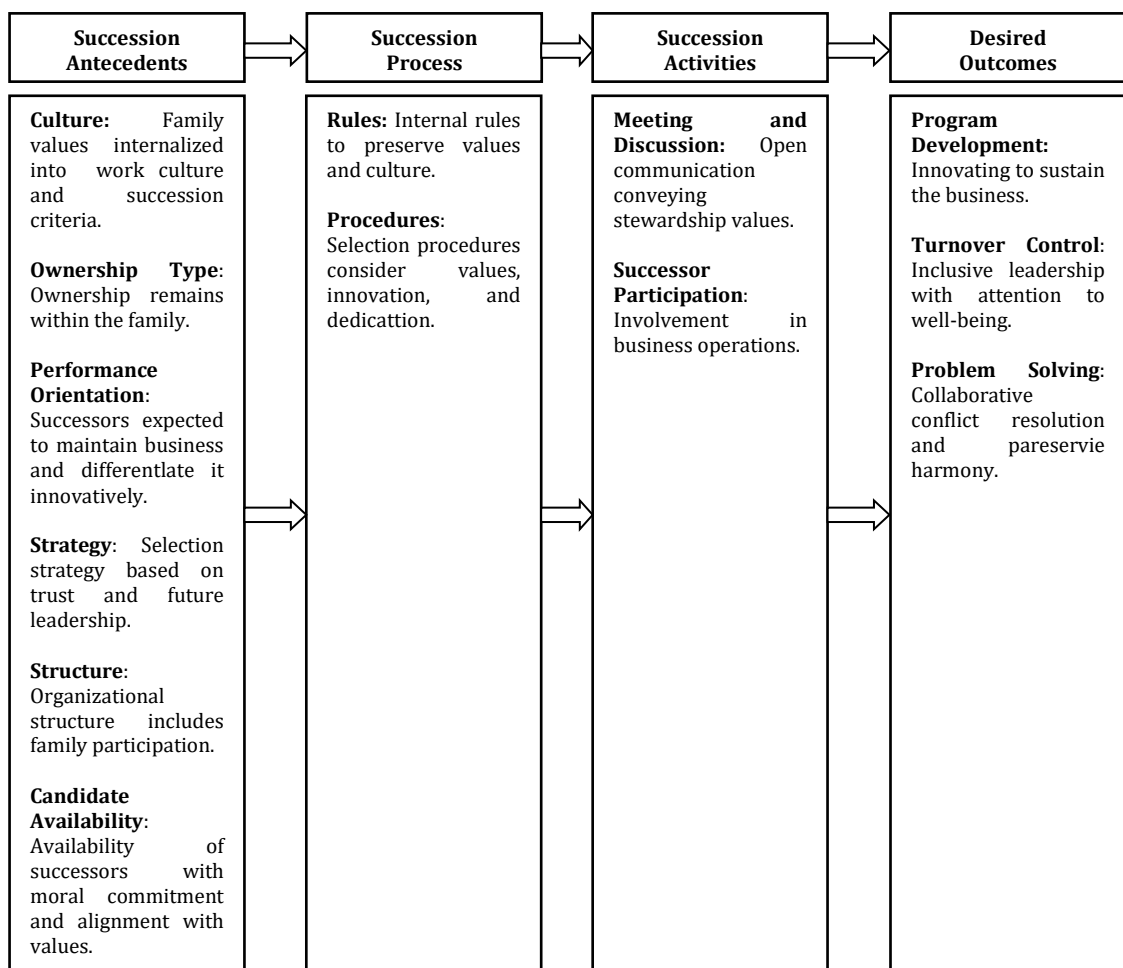 Succession
Antecedents
Succession
Process
Succession
Activities
Desired
Outcomes
Culture: Family
values internalized
into work culture
and succession
criteria.
Ownership Type:
Ownership remains
within the family.
Performance
Orientation:
Successors expected
to maintain business
and differentlate it
innovatively.
Strategy: Selection
strategy based on
trust and future
leadership.
Structure:
Organizational
structure includes
family participation.
Candidate
Availability:
Availability of
successors with
moral commitment
and alignment with
values.
Rules: Internal rules
to preserve values
and culture.
Procedures:
Selection procedures
consider values,
innovation, and
dedicattion.
Meeting and
Discussion: Open
communication
conveying
stewardship values.
Successor
Participation:
Involvement in
business operations.
Program
Development:
Innovating to sustain
the business.
Turnover Control:
Inclusive leadership
with attention to
well-being.
Problem Solving:
Collaborative
conflict resolution
and pareservie
harmony.